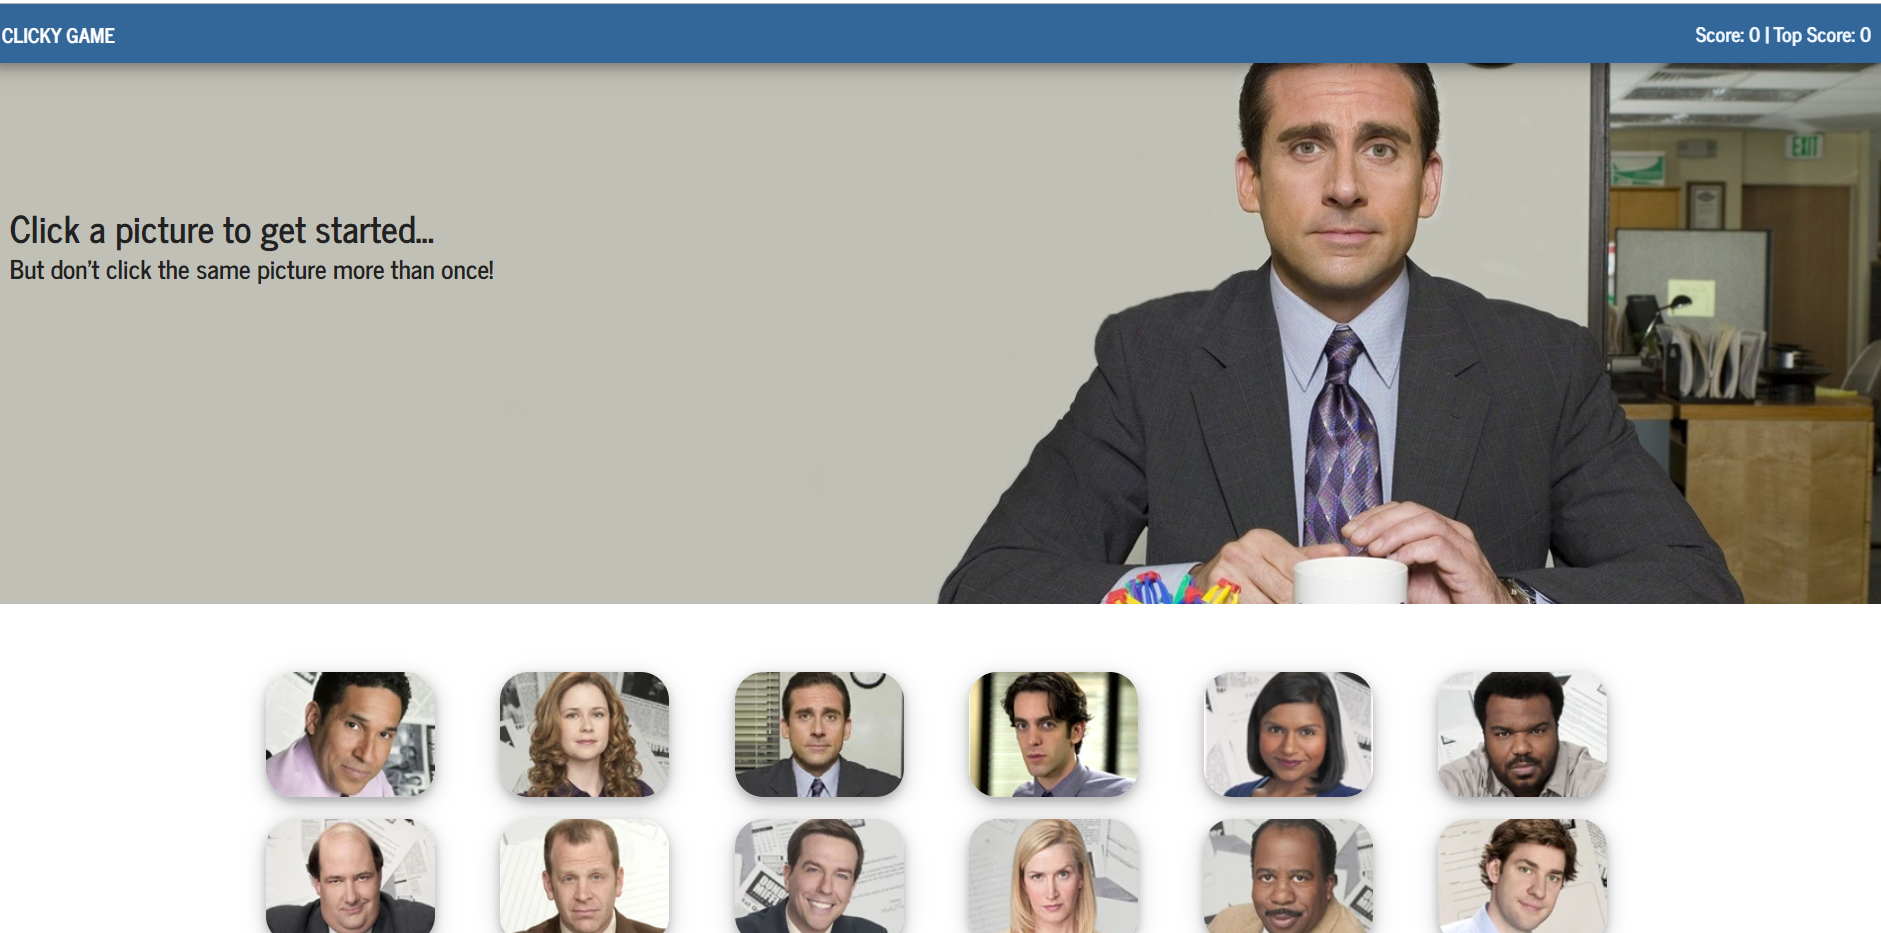 CLICKY GAME
Score: 0 | Top Score: 0
EXIT
Click a picture to get started...
But don't click the same picture more than once!